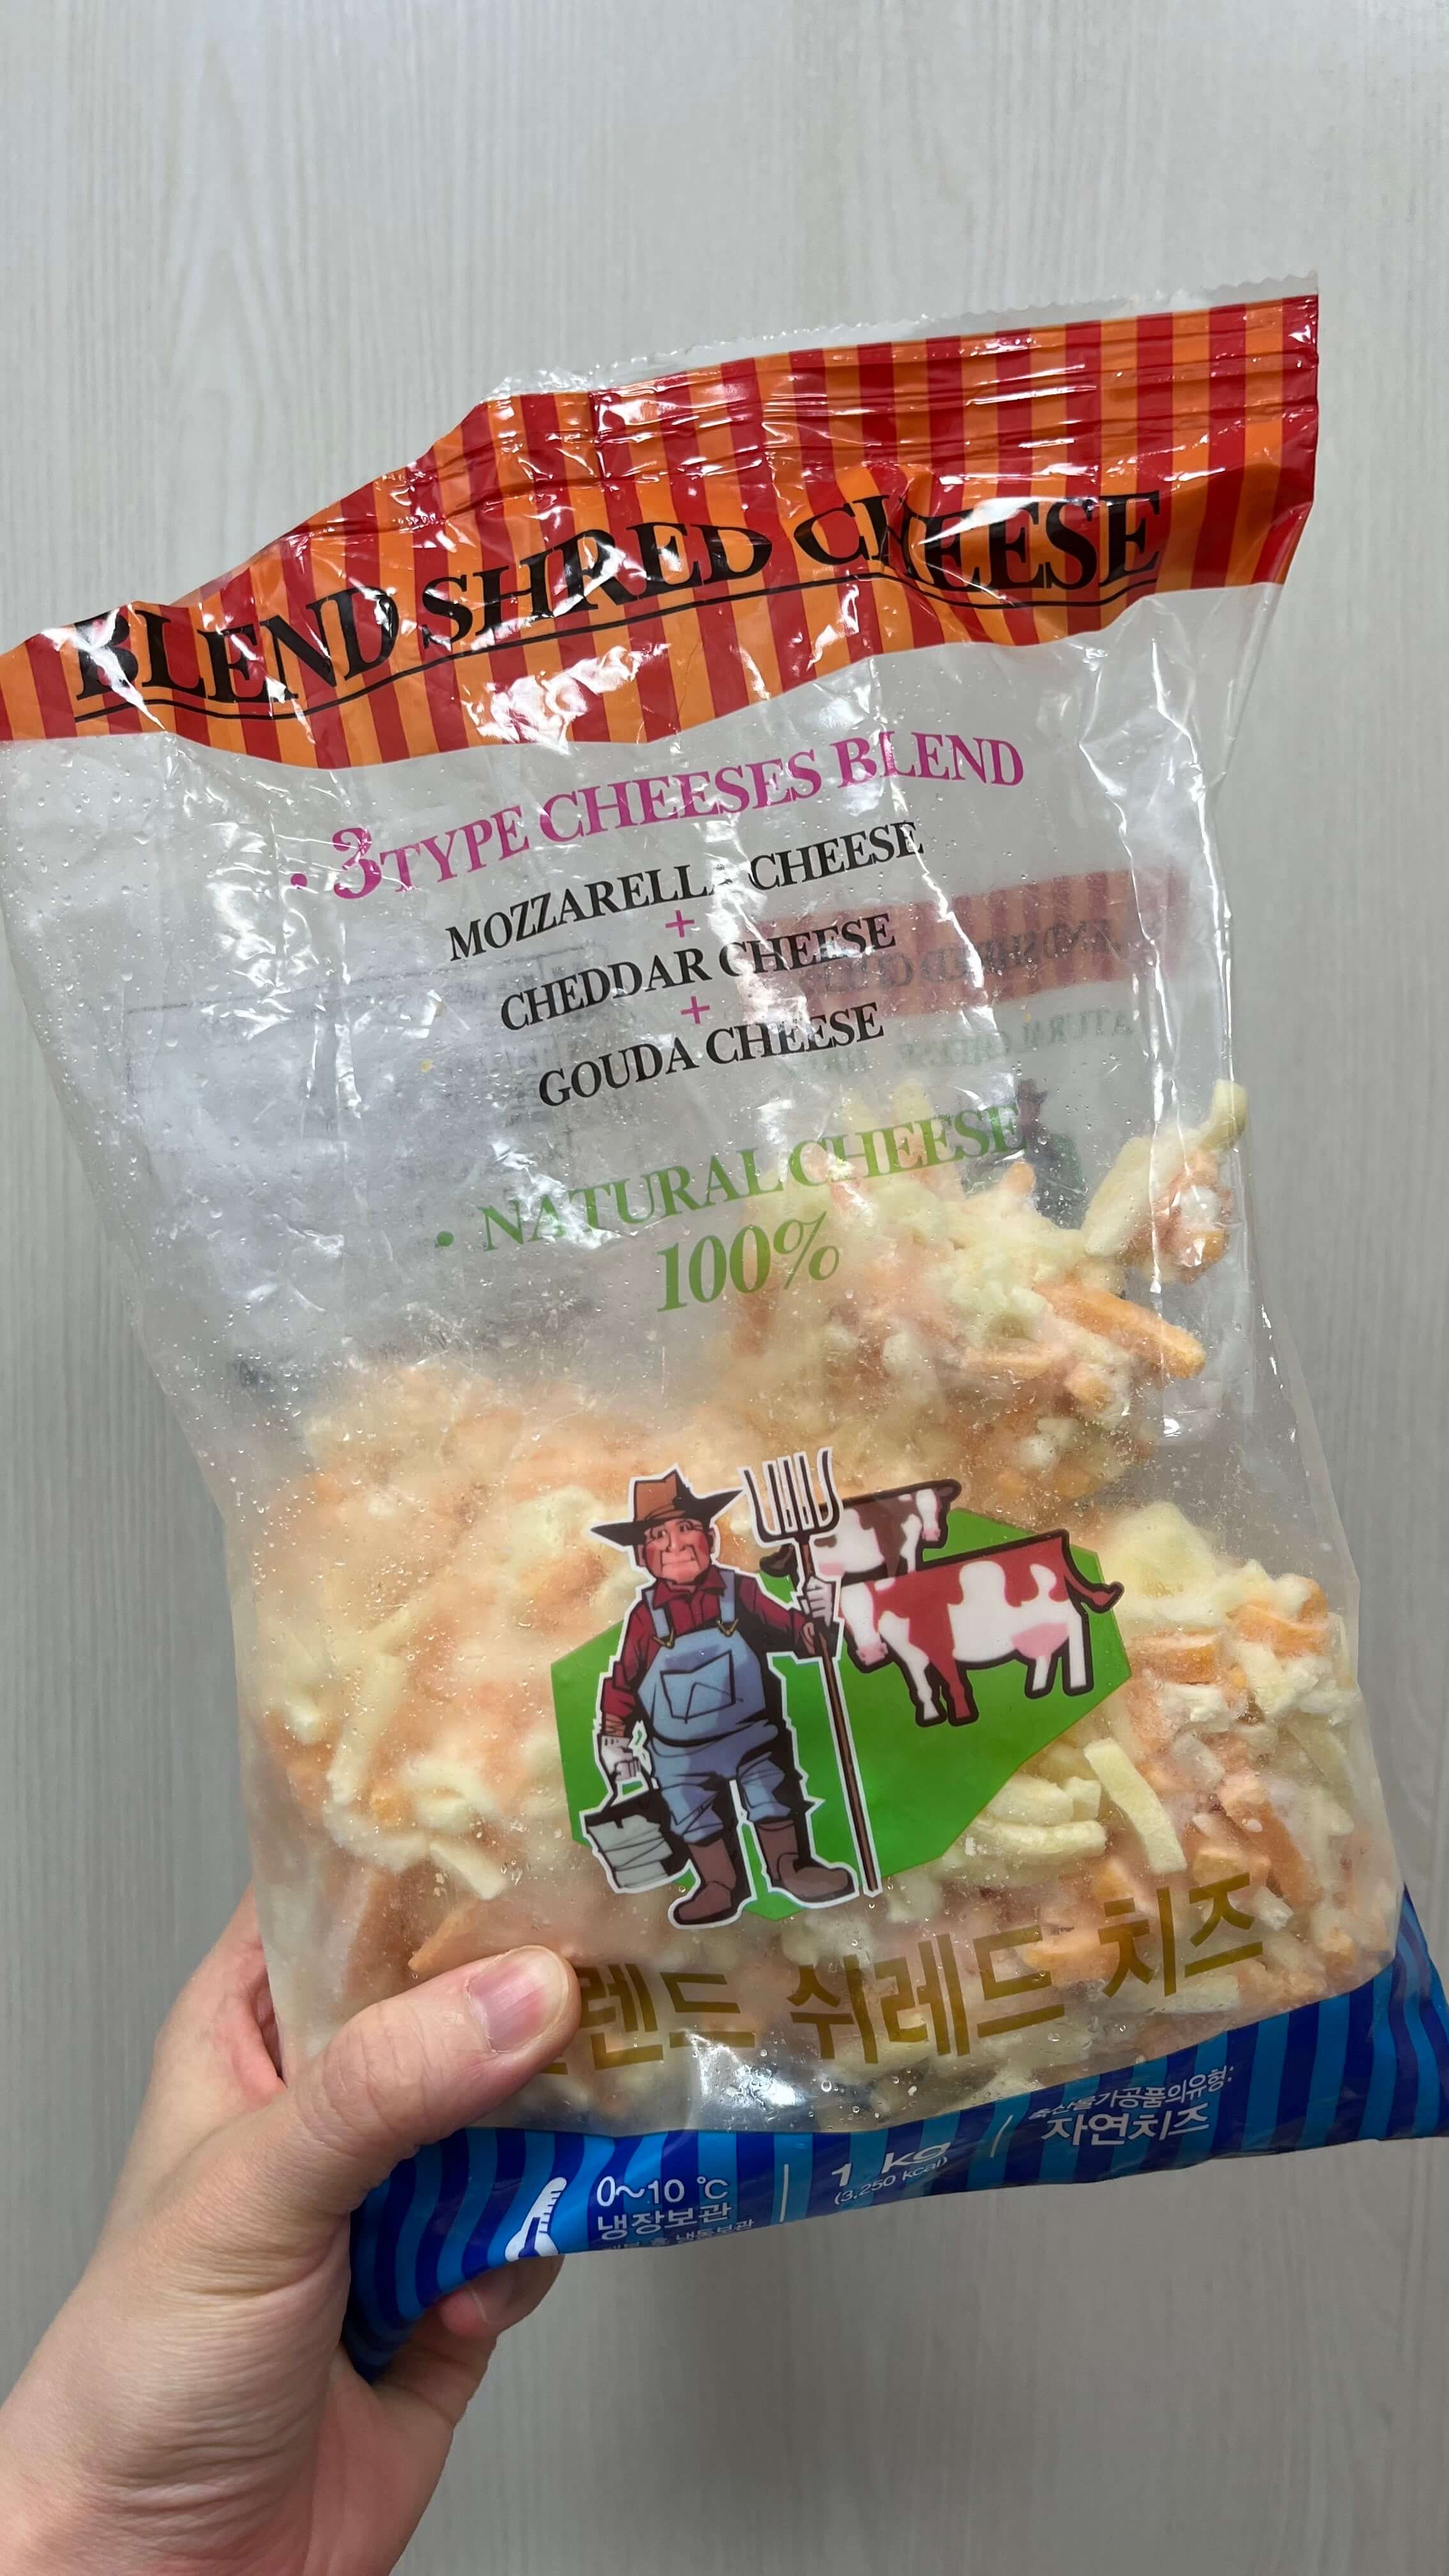 BLEND SHRED CHEESE
• 3TYPE CHEESES BLEND
MOZZARELLA CHEESE
+
CHEDDAR CHEESE
+
GOUDA CHEESE
• NATURAL CHEESE
100%
렌드 쉬레드 치즈
축산물가공품의유형:
자연치즈
1 kg
(3,250 kcal)
0~10 ℃
냉장보관